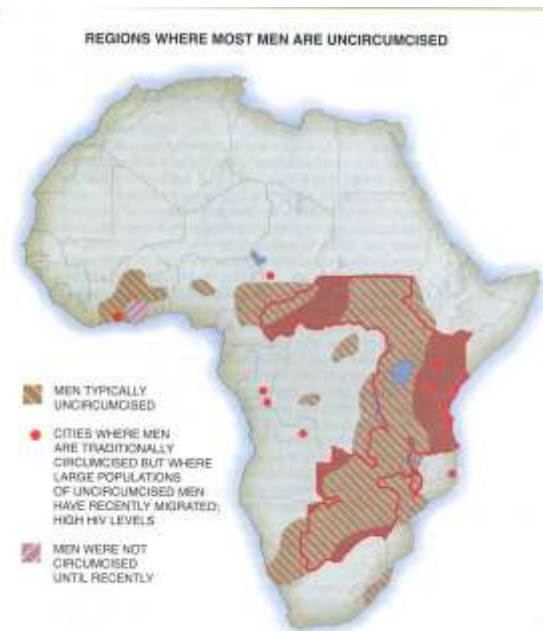 REGIONS WHERE MOST MEN ARE UNCIRCUMCISED
MEN TYPICALLY
UNCIRCUMCISED
CITIES WHERE MEN
ARE TRADITIONALLY
CIRCUMCISED BUT WHERE
LARGE POPULATIONS
OF UNCIRCUMCISED MEN
HAVE RECENTLY MIGRATED;
HIGH HIV LEVELS
MEN WERE NOT
CIRCUMCISED
UNTIL RECENTLY